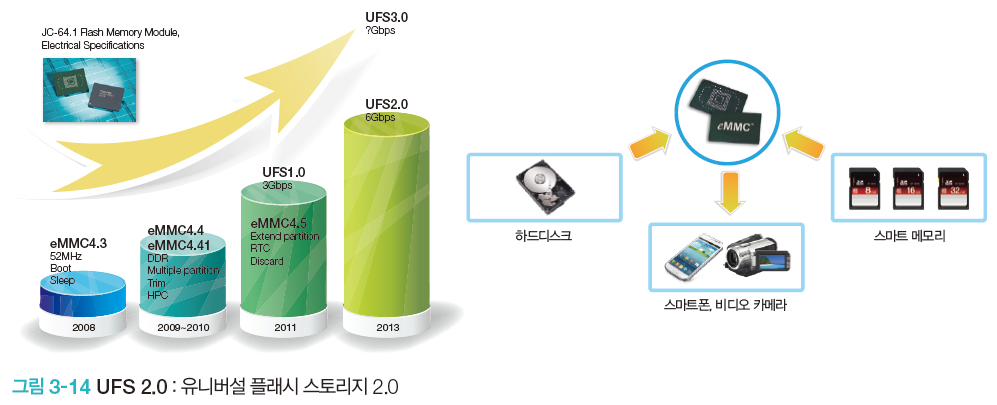 JC-64.1 Flash Memory Module,
Electrical Specifications
UFS3.0
?Gbps
UFS2.0
6Gbps
UFS1.0
3Gbps
eMMC4.5
Extend partition
RTC
Discard
eMMC4.4
eMMC4.41
DDR
Multiple partition
Trim
HPC
eMMC4.3
52MHz
Boot
Sleep
2008
2009~2010
2011
2013
eMMC™
하드디스크
스마트폰, 비디오 카메라
8
16
32
스마트 메모리
그림 3-14 UFS 2.0 : 유니버설 플래시 스토리지 2.0